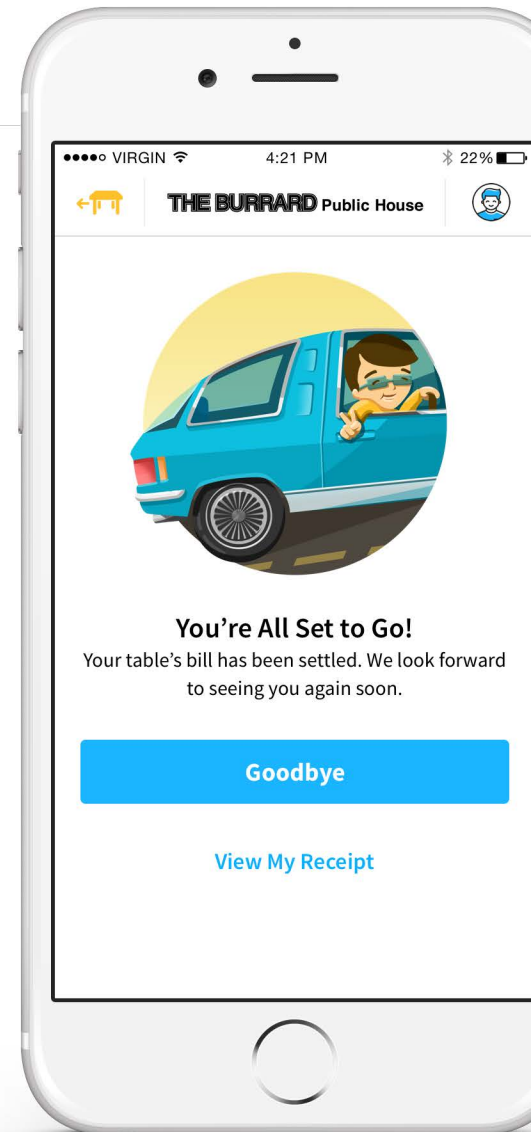 VIRGIN 4:21 PM 22%
THE BURRARD Public House
You’re All Set to Go!
Your table’s bill has been settled. We look forward
to seeing you again soon.
Goodbye
View My Receipt